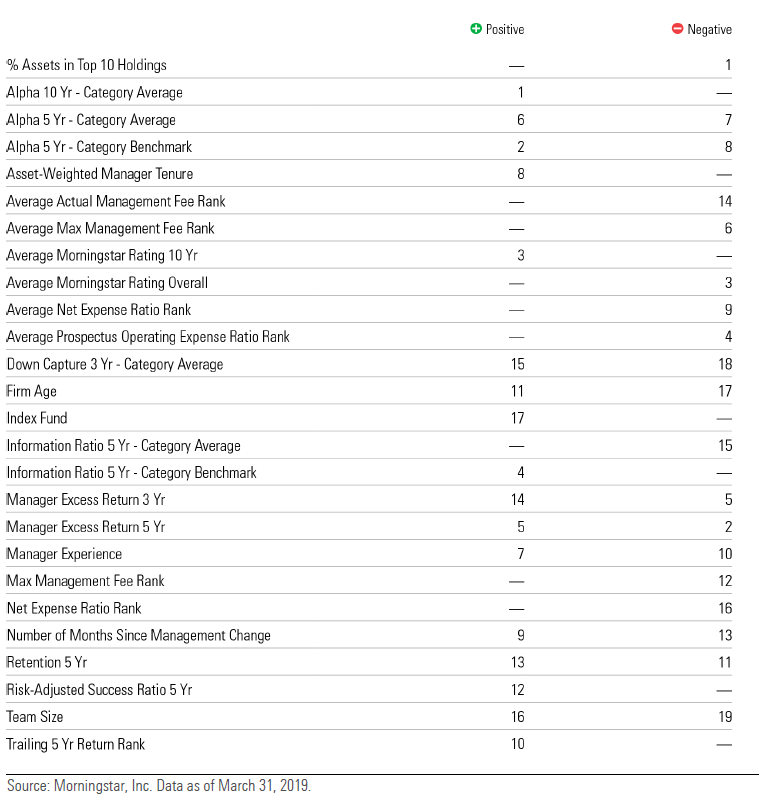 Positive Negative
% Assets in Top 10 Holdings — 1
Alpha 10 Yr - Category Average 1 —
Alpha 5 Yr - Category Average 6 7
Alpha 5 Yr - Category Benchmark 2 8
Asset-Weighted Manager Tenure 8 —
Average Actual Management Fee Rank — 14
Average Max Management Fee Rank — 6
Average Morningstar Rating 10 Yr 3 —
Average Morningstar Rating Overall — 3
Average Net Expense Ratio Rank — 9
Average Prospectus Operating Expense Ratio Rank — 4
Down Capture 3 Yr - Category Average 15 18
Firm Age 11 17
Index Fund 17 —
Information Ratio 5 Yr - Category Average — 15
Information Ratio 5 Yr - Category Benchmark 4 —
Manager Excess Return 3 Yr 14 5
Manager Excess Return 5 Yr 5 2
Manager Experience 7 10
Max Management Fee Rank — 12
Net Expense Ratio Rank — 16
Number of Months Since Management Change 9 13
Retention 5 Yr 13 11
Risk-Adjusted Success Ratio 5 Yr 12 —
Team Size 16 19
Trailing 5 Yr Return Rank 10 —
Source: Morningstar, Inc. Data as of March 31, 2019.